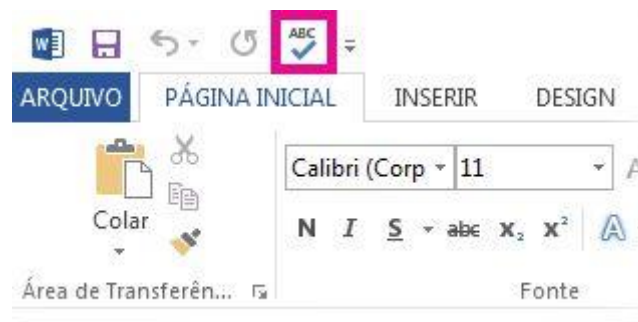 W ABC
ARQUIVO PÁGINA INICIAL INSERIR DESIGN
Calibri (Corp 11 A
Colar
N I S abc X₂ X² A
Área de Transferên... Fonte